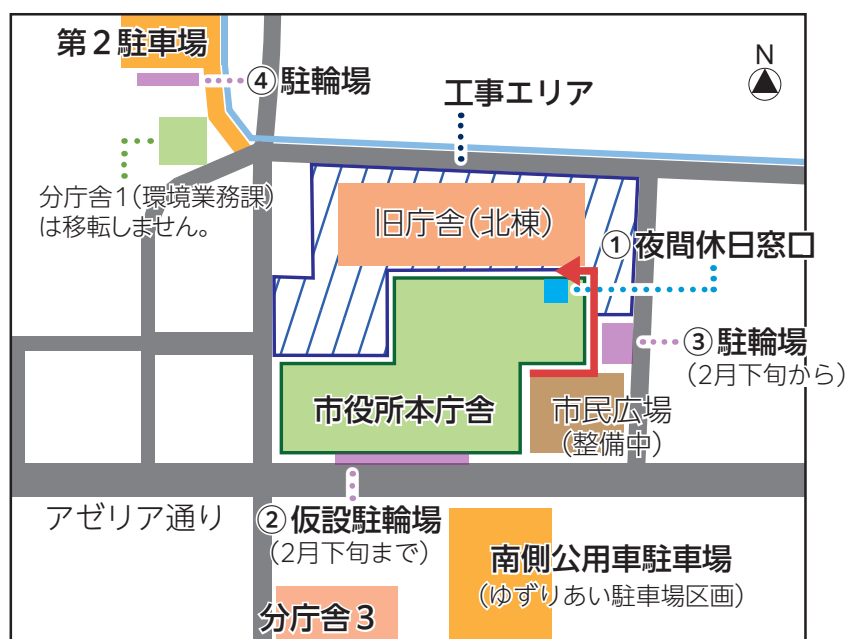 第2駐車場
④駐輪場
工事エリア
N
分庁舎1(環境業務課)
は移転しません。
旧庁舎(北棟)
①夜間休日窓口
③駐輪場
(2月下旬から)
市役所本庁舎
市民広場
(整備中)
アゼリア通り
②仮設駐輪場
(2月下旬まで)
南側公用車駐車場
(ゆずりあい駐車場区画)
分庁舎3